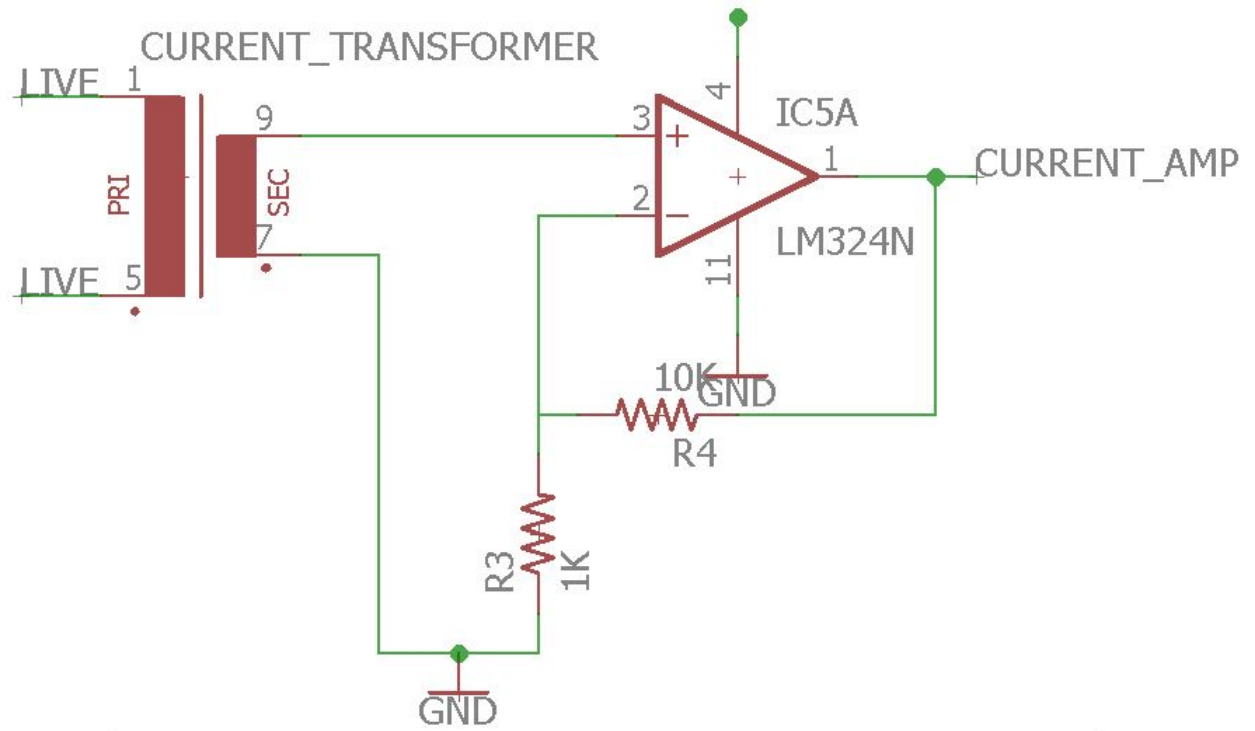 CURRENT_TRANSFORMER
LIVE
1
9
PRI
SEC
7
LIVE
5
3
+
2
−
4
IC5A
1
CURRENT_AMP
LM324N
11
GND
10K
R4
R3
1K
GND